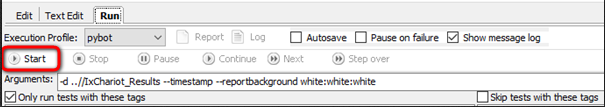 Edit Text Edit Run
Execution Profile: pybot Report Log Autosave Pause on failure Show message log
Start Stop Pause Continue Next Step over
Arguments: -d ..//IxChariot_Results --timestamp --reportbackground white:white:white
Only run tests with these tags Skip tests with these tags